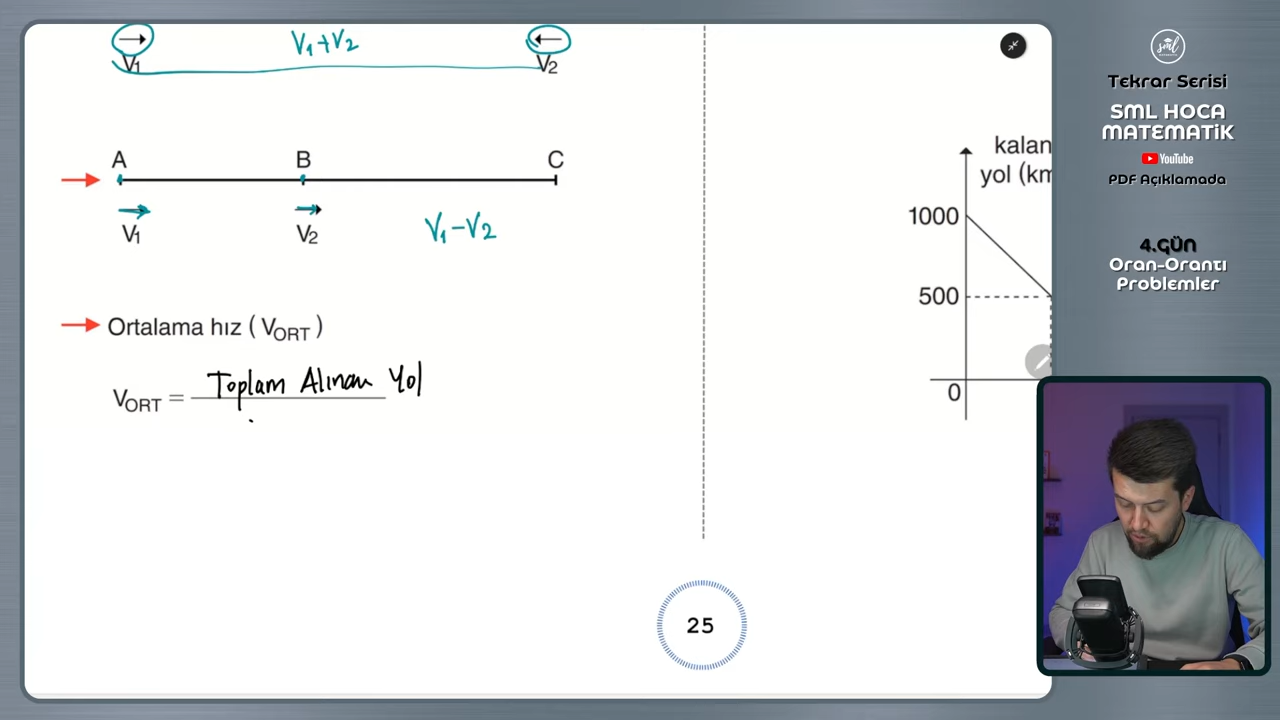 V₁ V₁+V₂ V₂
A B C
V₁ V₂ V₁-V₂
Ortalama hız ( VORT )
VORT = Toplam Alınan Yol
kalan
yol (km
1000
500
0
25
sml
Tekrar Serisi
SML HOCA
MATEMATİK
YouTube
PDF Açıklamada
4.GÜN
Oran-Orantı
Problemler